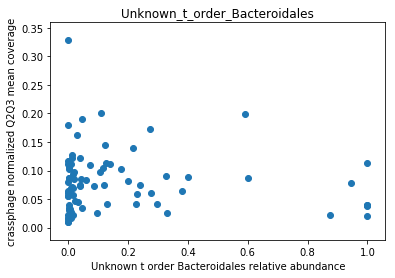 Unknown_t_order_Bacteroidales
crassphage normalized Q2Q3 mean coverage
0.35
0.30
0.25
0.20
0.15
0.10
0.05
0.00
0.0 0.2 0.4 0.6 0.8 1.0
Unknown t order Bacteroidales relative abundance